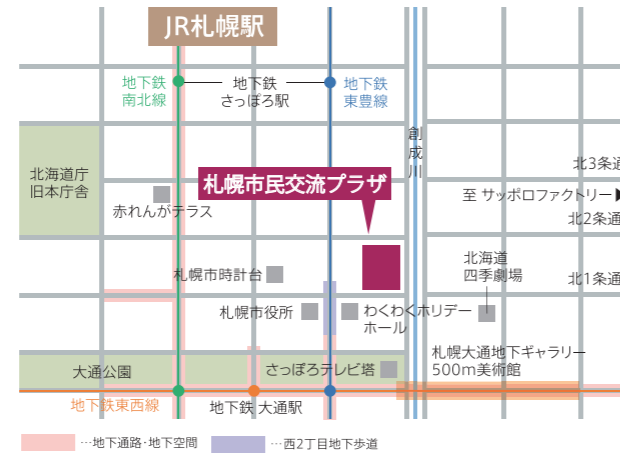 JR札幌駅
地下鉄
南北線
地下鉄
さっぽろ駅
地下鉄
東豊線
創成川
北海道庁
旧本庁舎
札幌市民交流プラザ
北3条通
至 サッポロファクトリー▶
赤れんがテラス
北2条通
札幌市時計台
北海道
四季劇場
北1条通
札幌市役所
わくわくホリデー
ホール
大通公園
さっぽろテレビ塔
札幌大通地下ギャラリー
500m美術館
地下鉄東西線
地下鉄 大通駅
…地下通路・地下空間
…西2丁目地下歩道